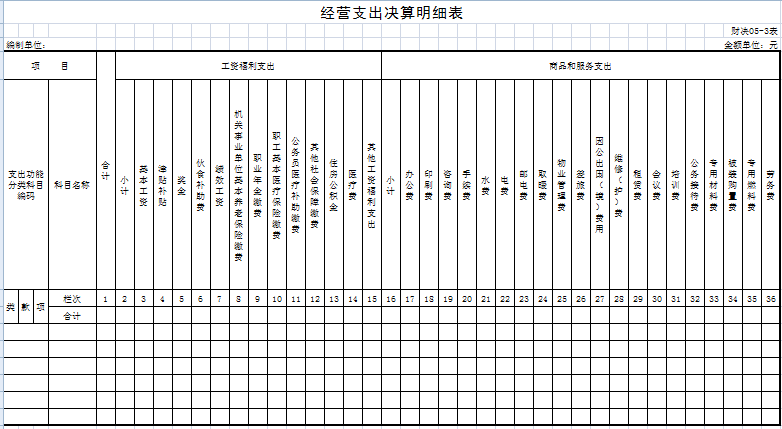 经营支出决算明细表
财决05-3表
编制单位：
金额单位：元
项 目
合计
工资福利支出
商品和服务支出
支出功能分类科目编码
科目名称
小计
基本工资
津贴补贴
奖金
伙食补助费
绩效工资
机关事业单位基本养老保险缴费
职业年金缴费
职工基本医疗保险缴费
公务员医疗补助缴费
其他社会保障缴费
住房公积金
医疗费
其他工资福利支出
小计
办公费
印刷费
咨询费
手续费
水费
电费
邮电费
取暖费
物业管理费
差旅费
因公出国（境）费用
维修（护）费
租赁费
会议费
培训费
公务接待费
专用材料费
被装购置费
专用燃料费
劳务费
类 款 项 栏次 1 2 3 4 5 6 7 8 9 10 11 12 13 14 15 16 17 18 19 20 21 22 23 24 25 26 27 28 29 30 31 32 33 34 35 36
合计